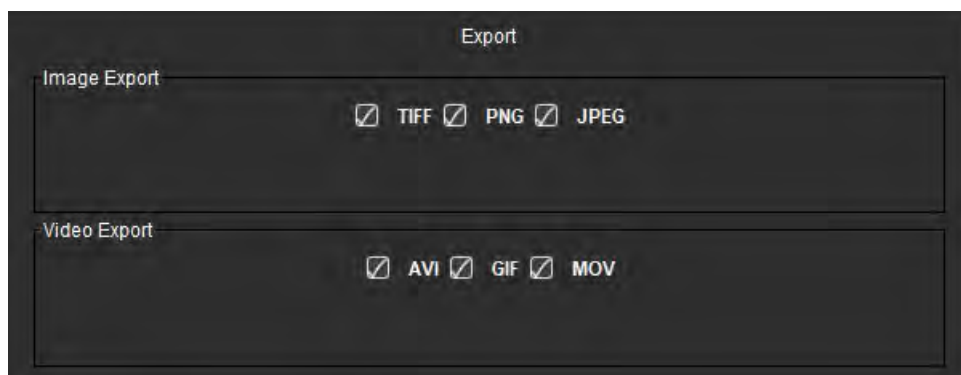 Export
Image Export
TIFF PNG JPEG
Video Export
AVI GIF MOV